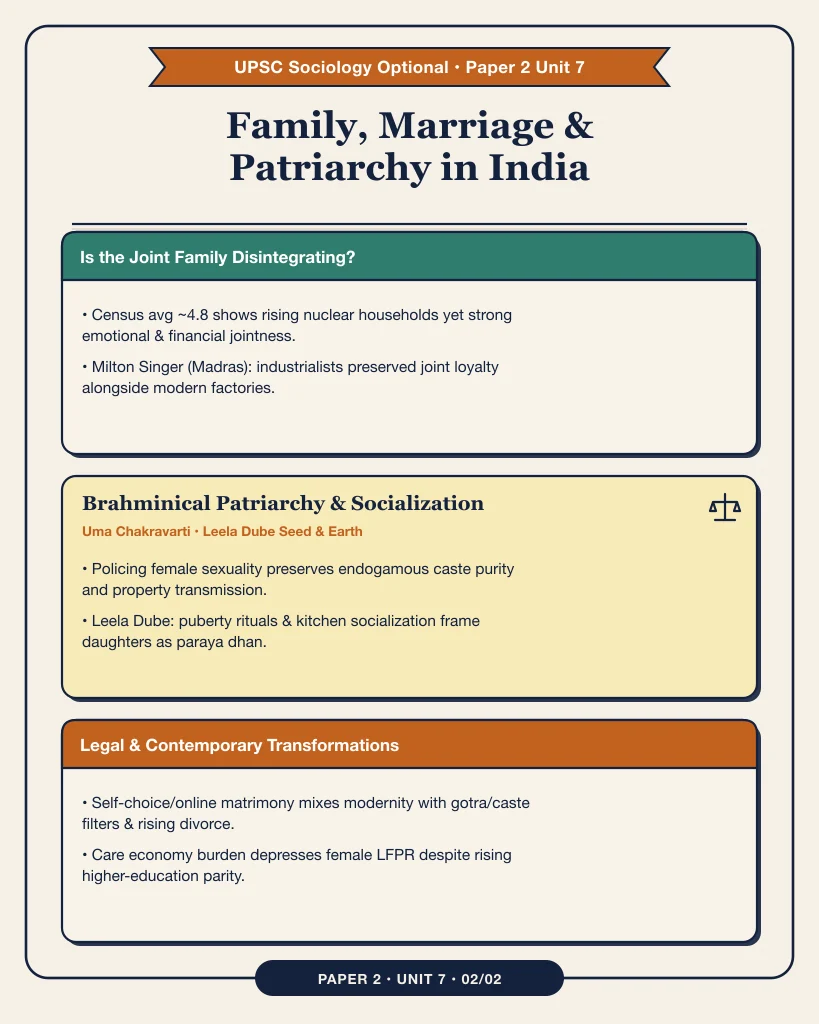 UPSC Sociology Optional • Paper 2 Unit 7
Family, Marriage &
Patriarchy in India
Is the Joint Family Disintegrating?
• Census avg ~4.8 shows rising nuclear households yet strong
emotional & financial jointness.
• Milton Singer (Madras): industrialists preserved joint loyalty
alongside modern factories.
Brahminical Patriarchy & Socialization
Uma Chakravarti • Leela Dube Seed & Earth
• Policing female sexuality preserves endogamous caste purity
and property transmission.
• Leela Dube: puberty rituals & kitchen socialization frame
daughters as paraya dhan.
Legal & Contemporary Transformations
• Self-choice/online matrimony mixes modernity with gotra/caste
filters & rising divorce.
• Care economy burden depresses female LFPR despite rising
higher-education parity.
PAPER 2 • UNIT 7 • 02/02